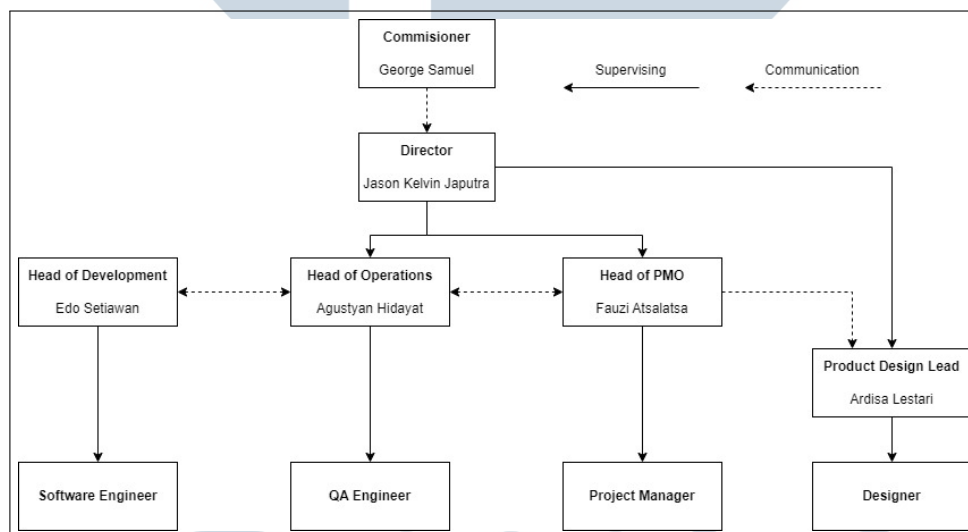 Commisioner
George Samuel
Supervising
Communication
Director
Jason Kelvin Japutra
Head of Development
Edo Setiawan
Head of Operations
Agustyan Hidayat
Head of PMO
Fauzi Atsalatsa
Product Design Lead
Ardisa Lestari
Software Engineer
QA Engineer
Project Manager
Designer